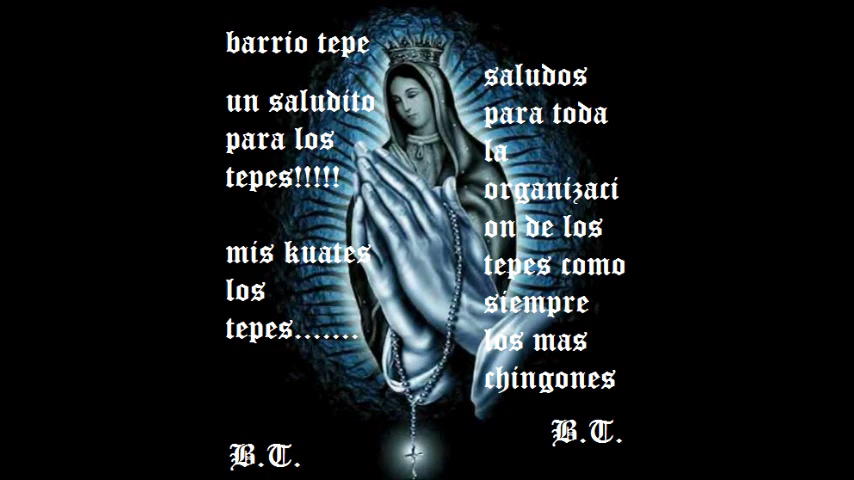 barrio tepe
un saludito
para los
tepes!!!!!
mis kuates
los
tepes.......
B.T.
saludos
para toda
la
organizaci
on de los
tepes como
siempre
los mas
chingones
B.T.